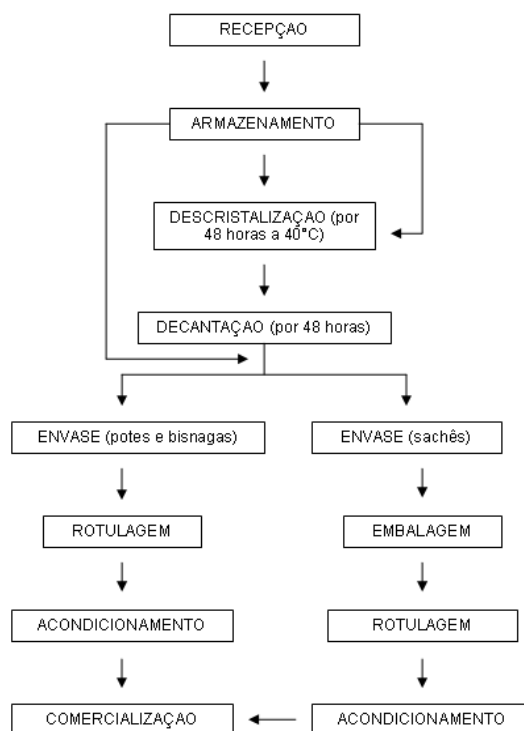 RECEPÇAO
ARMAZENAMENTO
DESCRISTALIZAÇAO (por
48 horas a 40°C)
DECANTAÇAO (por 48 horas)
ENVASE (potes e bisnagas)
ENVASE (sachês)
ROTULAGEM
EMBALAGEM
ACONDICIONAMENTO
ROTULAGEM
COMERCIALIZAÇAO
ACONDICIONAMENTO